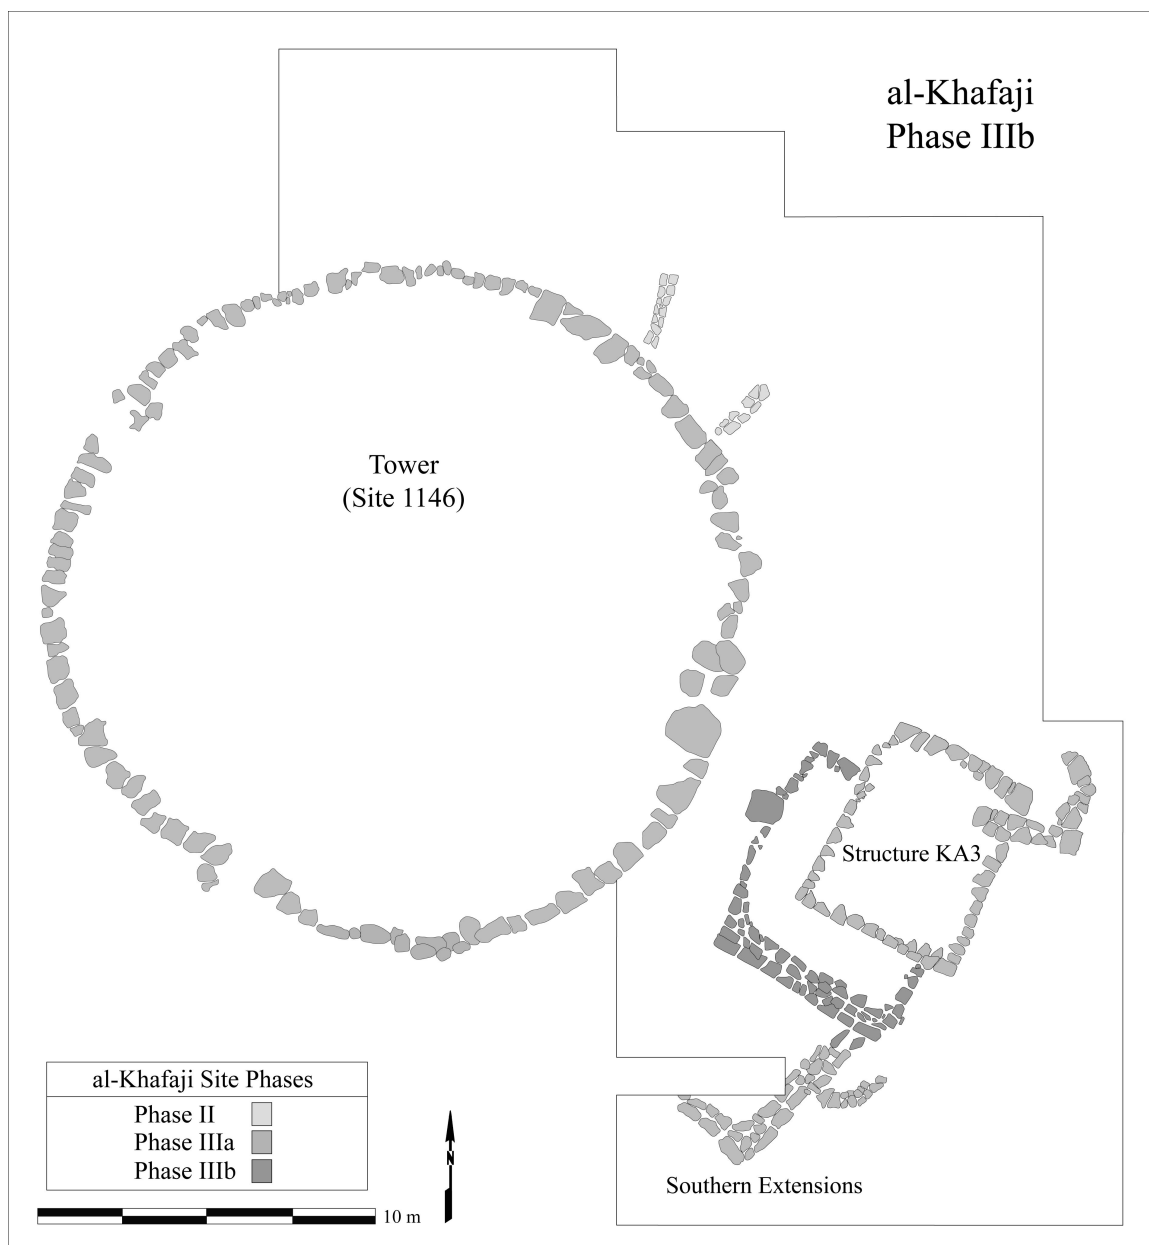 al-Khafaji
Phase IIIb
Tower
(Site 1146)
Structure KA3
Southern Extensions
al-Khafaji Site Phases
Phase II
Phase IIIa
Phase IIIb
N
10 m